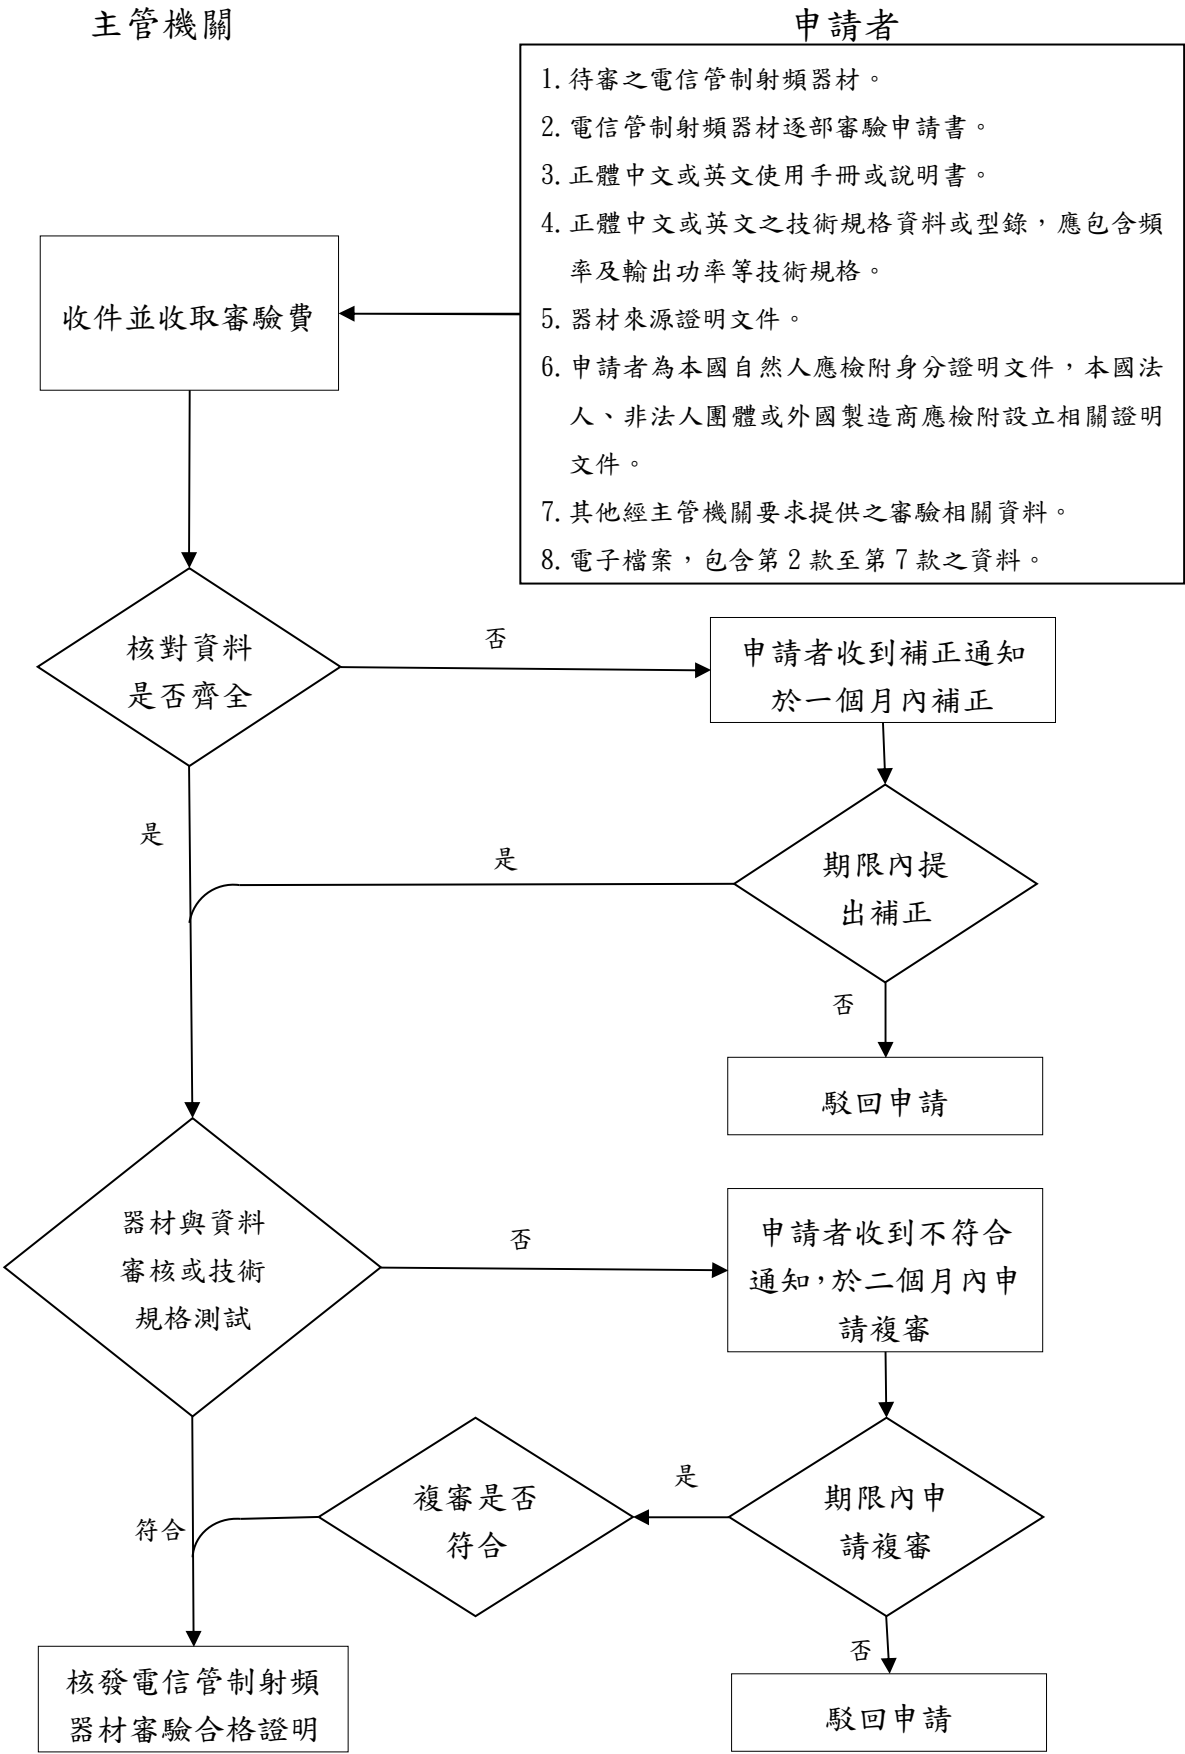 主管機關
申請者
1.待審之電信管制射頻器材。
2.電信管制射頻器材逐部審驗申請書。
3.正體中文或英文使用手冊或說明書。
4.正體中文或英文之技術規格資料或型錄，應包含頻
率及輸出功率等技術規格。
5.器材來源證明文件。
6.申請者為本國自然人應檢附身分證明文件，本國法
人、非法人團體或外國製造商應檢附設立相關證明
文件。
7.其他經主管機關要求提供之審驗相關資料。
8.電子檔案，包含第2款至第7款之資料。
收件並收取審驗費
核對資料
是否齊全
否
申請者收到補正通知
於一個月內補正
是
是
期限內提
出補正
否
駁回申請
器材與資料
審核或技術
規格測試
否
申請者收到不符合
通知，於二個月內申
請複審
符合
複審是否
符合
是
期限內申
請複審
否
核發電信管制射頻
器材審驗合格證明
駁回申請